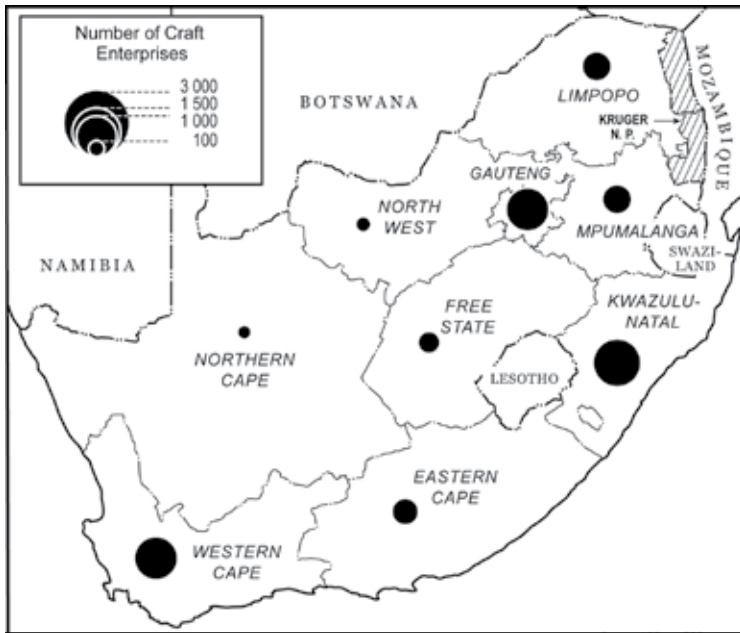 Number of Craft
Enterprises
3 000
1 500
1 000
100
BOTSWANA
LIMPOPO
MOZAMBIQUE
KRUGER
N. P.
GAUTENG
NORTH
WEST
MPUMALANGA
SWAZI-
LAND
NAMIBIA
FREE
STATE
KWAZULU-
NATAL
NORTHERN
CAPE
LESOTHO
EASTERN
CAPE
WESTERN
CAPE